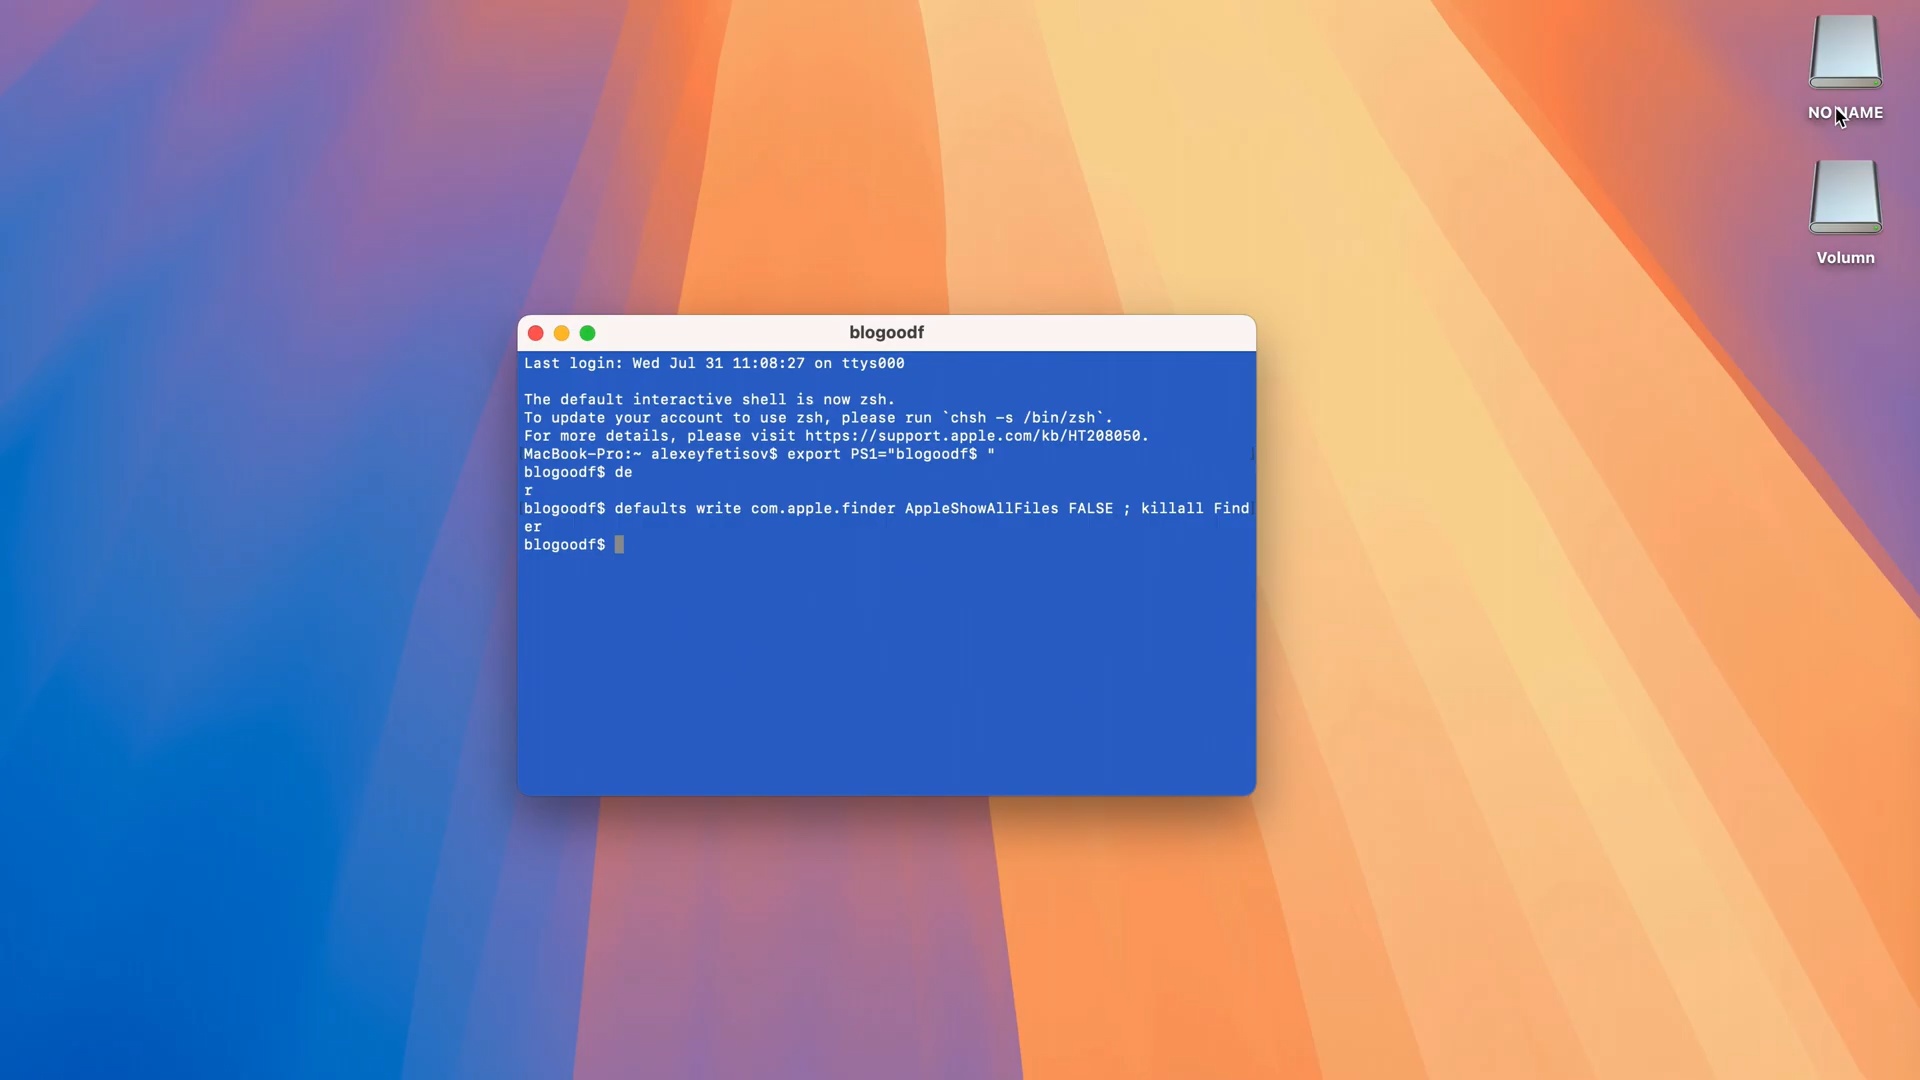 NO NAME
Volumn
blogoodf
Last login: Wed Jul 31 11:08:27 on ttys000
The default interactive shell is now zsh.
To update your account to use zsh, please run `chsh -s /bin/zsh`.
For more details, please visit https://support.apple.com/kb/HT208050.
MacBook-Pro:~ alexeyfetisov$ export PS1="blogoodf$ "
blogoodf$ de
r
blogoodf$ defaults write com.apple.finder AppleShowAllFiles FALSE ; killall Find
er
blogoodf$